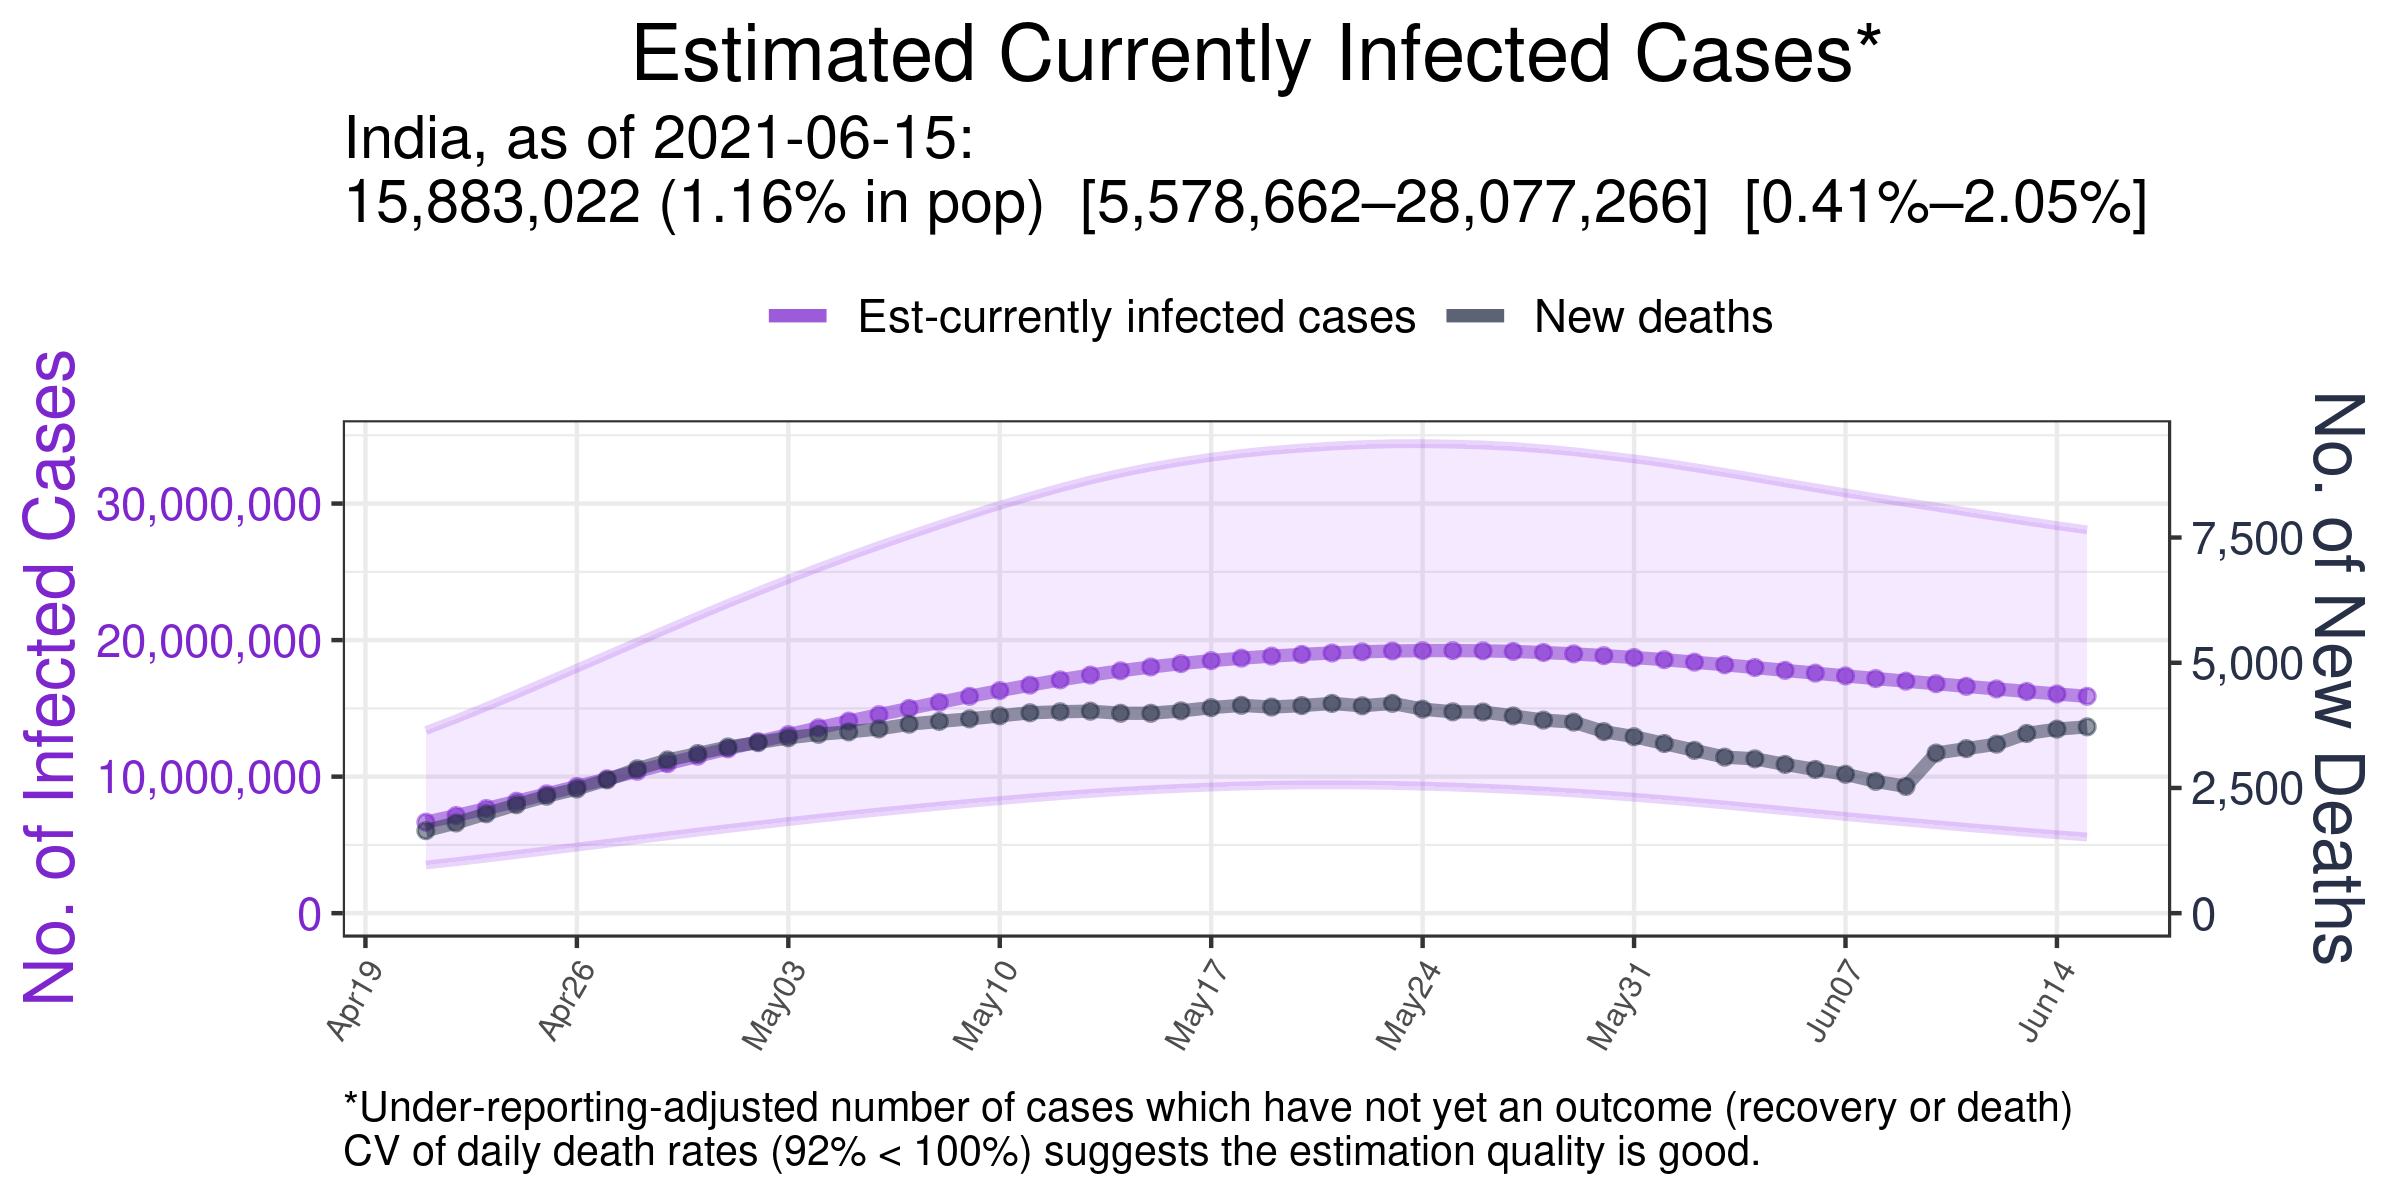 Estimated Currently Infected Cases*
India, as of 2021-06-15:
15,883,022 (1.16% in pop)  [5,578,662–28,077,266]  [0.41%–2.05%]
Est-currently infected cases
New deaths
No. of Infected Cases
30,000,000
20,000,000
10,000,000
0
No. of New Deaths
7,500
5,000
2,500
0
Apr19
Apr26
May03
May10
May17
May24
May31
Jun07
Jun14
*Under-reporting-adjusted number of cases which have not yet an outcome (recovery or death)
CV of daily death rates (92% < 100%) suggests the estimation quality is good.